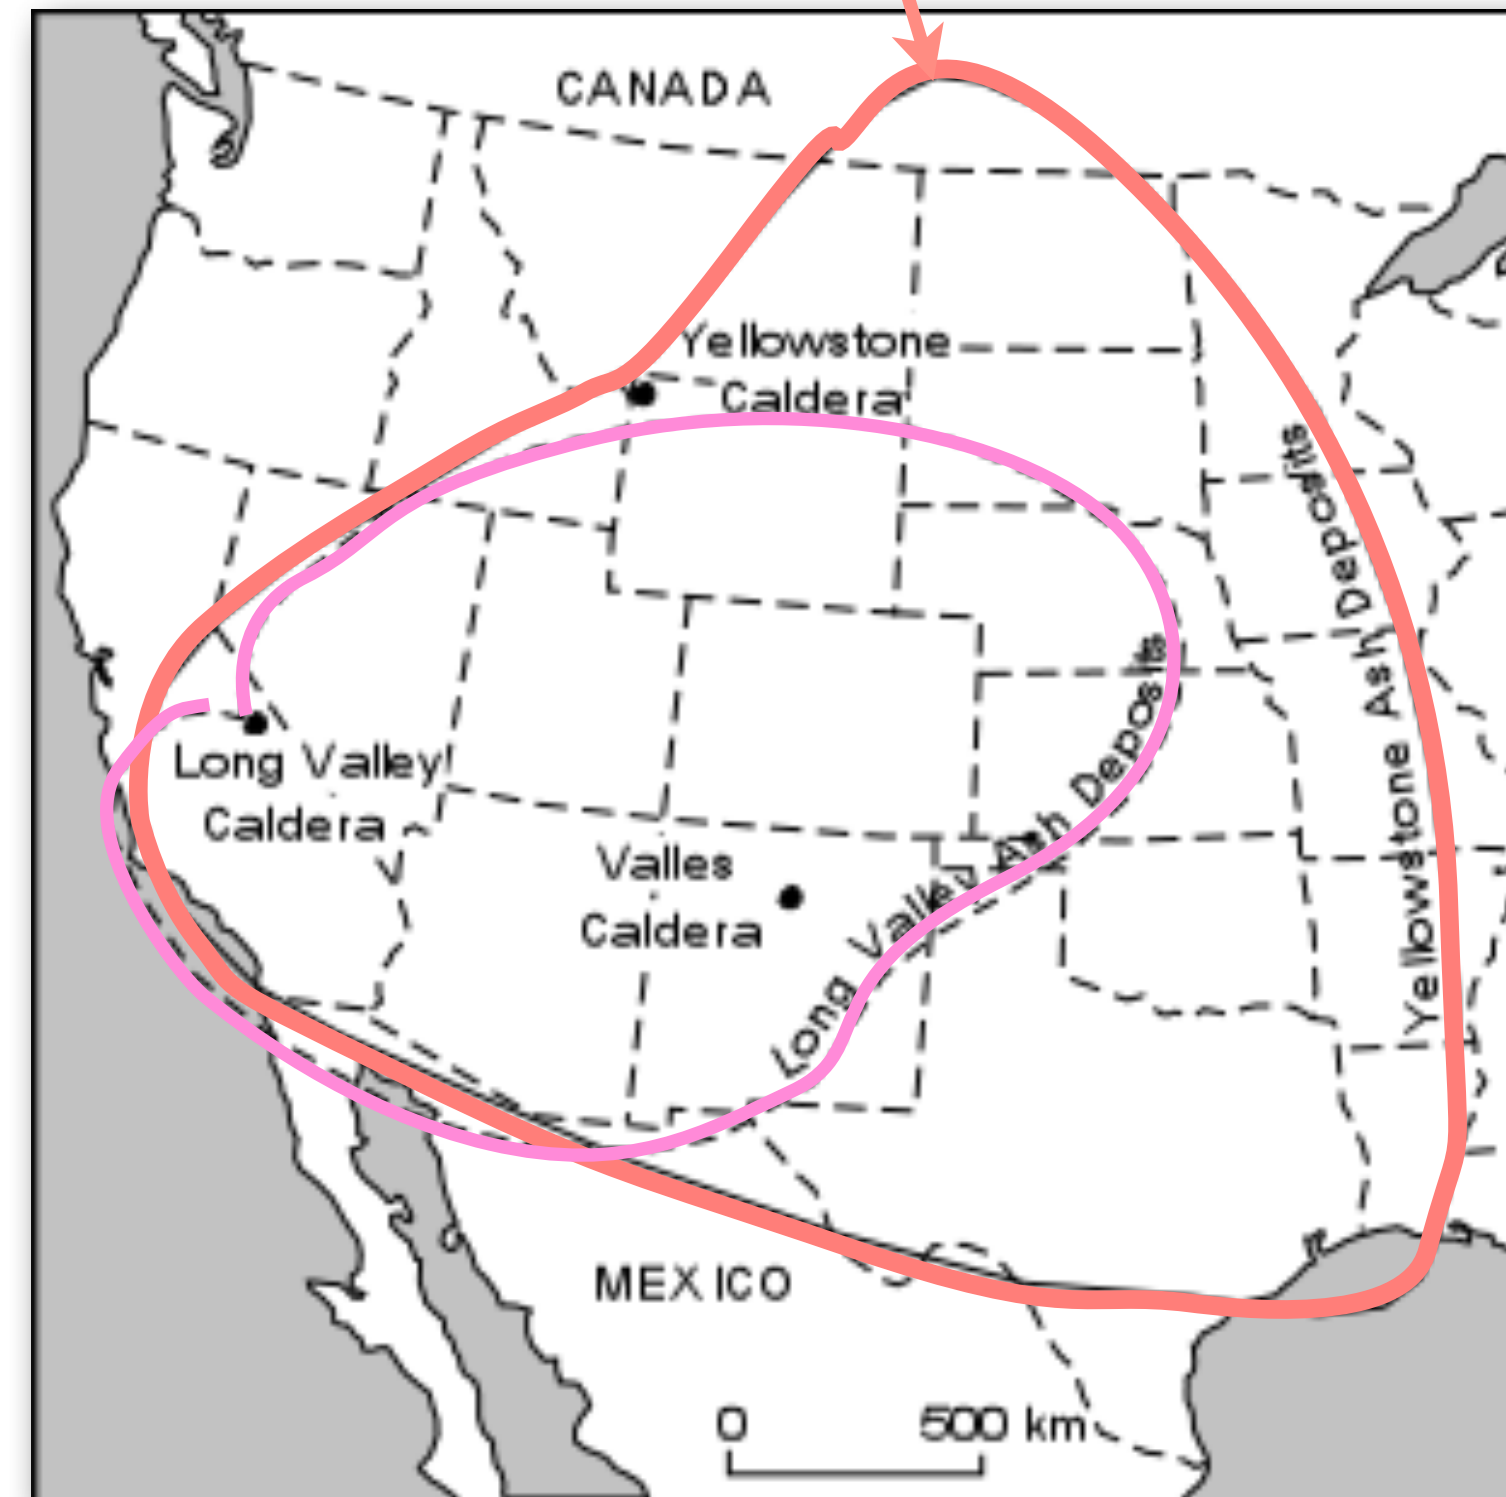 CANADA
Yellowstone
Caldera
Long Valley
Caldera
Valles
Caldera
Long Valley Ash Deposits
Yellowstone Ash Deposits
MEXICO
0 500 km